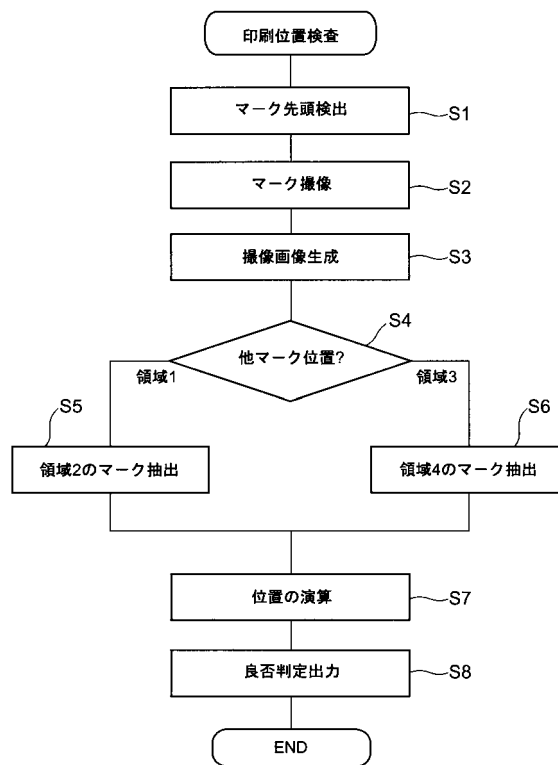 印刷位置検査
マーク先頭検出
S1
マーク撮像
S2
撮像画像生成
S3
S4
他マーク位置?
領域1
領域3
S5
S6
領域2のマーク抽出
領域4のマーク抽出
位置の演算
S7
良否判定出力
S8
END